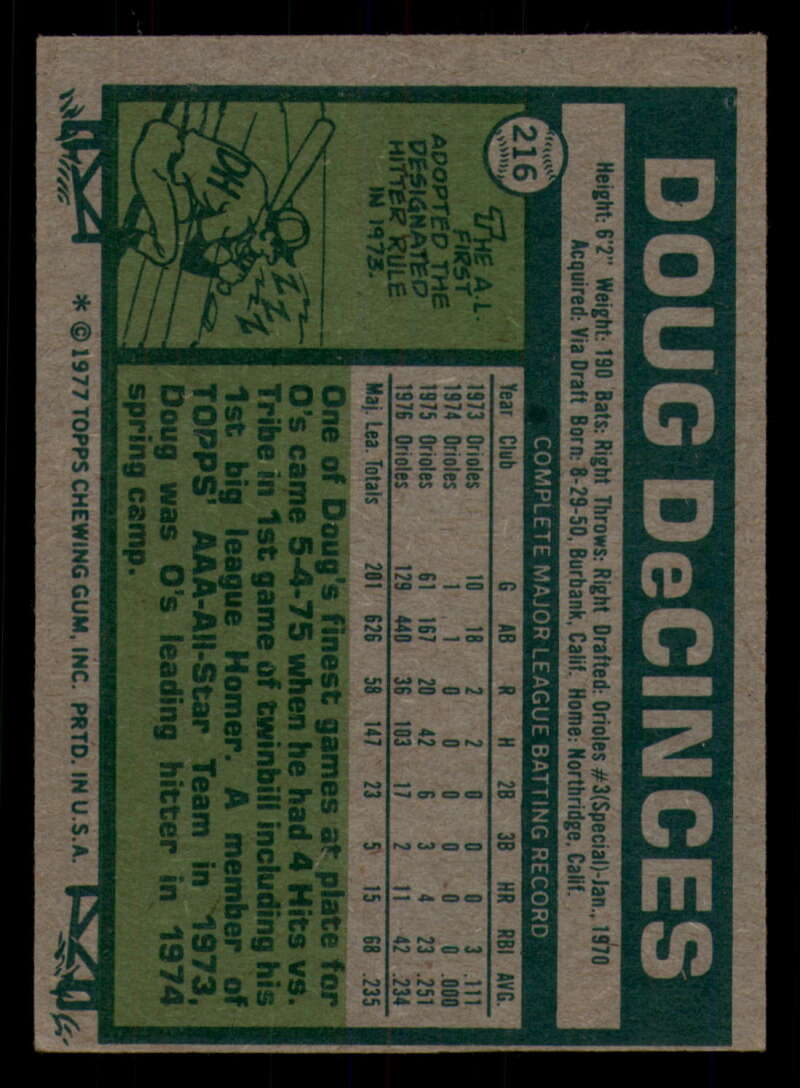 216
DOUG DeCINCES
Height: 6'2" Weight: 190 Bats: Right Throws: Right Drafted: Orioles #3(Special)-Jan., 1970
Acquired: Via Draft Born: 8-29-50, Burbank, Calif. Home: Northridge, Calif.
THE A.L.
FIRST
ADOPTED THE
DESIGNATED
HITTER RULE
IN 1973.
DH
ZZZZ
COMPLETE MAJOR LEAGUE BATTING RECORD
Year Club G AB R H 2B 3B HR RBI AVG.
1973 Orioles 10 18 2 2 0 0 0 3 .111
1974 Orioles 1 1 0 0 0 0 0 0 .000
1975 Orioles 61 167 20 42 6 3 4 23 .251
1976 Orioles 129 440 36 103 17 2 11 42 .234
Maj. Lea. Totals 201 626 58 147 23 5 15 68 .235
One of Doug's finest games at plate for
O's came 5-4-75 when he had 4 Hits vs.
Tribe in 1st game of twinbill including his
1st big league Homer. A member of
TOPPS' AAA-All-Star Team in 1973,
Doug was O's leading hitter in 1974
spring camp.
* © 1977 TOPPS CHEWING GUM, INC. PRTD. IN U.S.A.